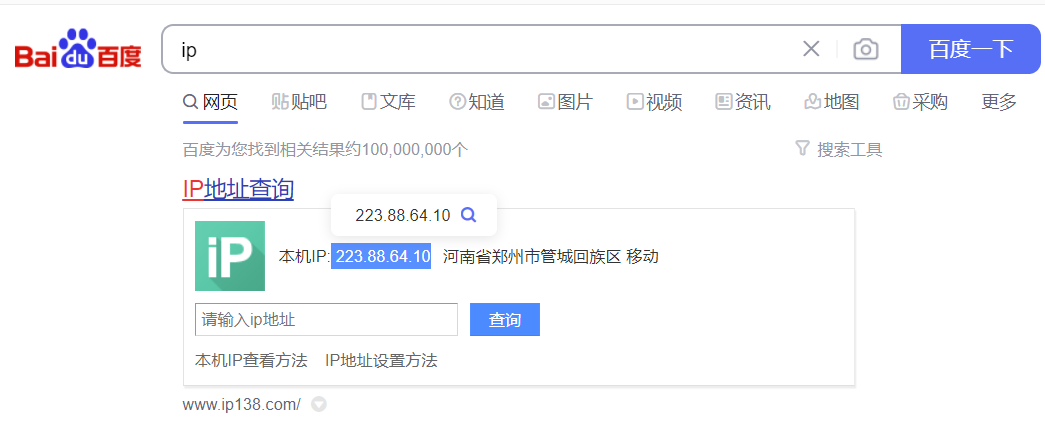 Bai du 百度 ip 百度一下
网页 贴吧 文库 知道 图片 视频 资讯 地图 采购 更多
百度为您找到相关结果约100,000,000个 搜索工具
IP地址查询
223.88.64.10
iP 本机IP: 223.88.64.10 河南省郑州市管城回族区 移动
请输入ip地址 查询
本机IP查看方法 IP地址设置方法
www.ip138.com/